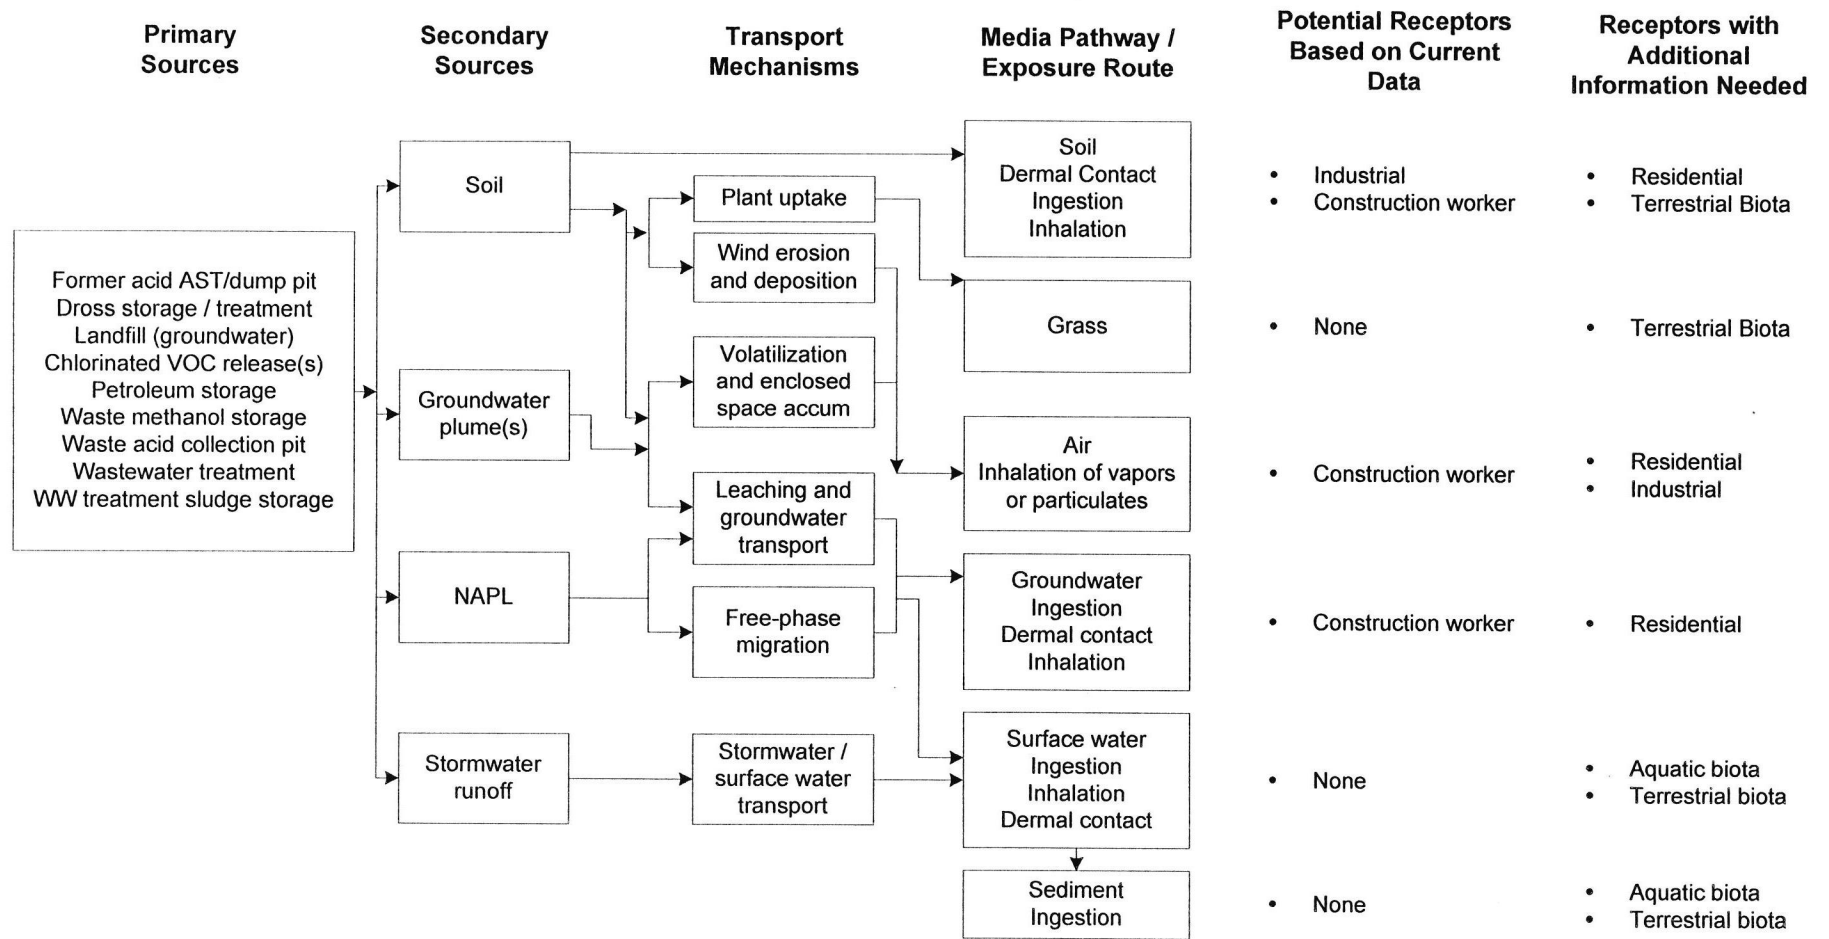 Primary
Sources
Secondary
Sources
Transport
Mechanisms
Media Pathway /
Exposure Route
Potential Receptors
Based on Current
Data
Receptors with
Additional
Information Needed
Former acid AST/dump pit
Dross storage / treatment
Landfill (groundwater)
Chlorinated VOC release(s)
Petroleum storage
Waste methanol storage
Waste acid collection pit
Wastewater treatment
WW treatment sludge storage
Soil
Groundwater
plume(s)
NAPL
Stormwater
runoff
Plant uptake
Wind erosion
and deposition
Volatilization
and enclosed
space accum
Leaching and
groundwater
transport
Free-phase
migration
Stormwater /
surface water
transport
Soil
Dermal Contact
Ingestion
Inhalation
• Industrial
• Construction worker
• Residential
• Terrestrial Biota
Grass
• None
• Terrestrial Biota
Air
Inhalation of vapors
or particulates
• Construction worker
• Residential
• Industrial
Groundwater
Ingestion
Dermal contact
Inhalation
• Construction worker
• Residential
Surface water
Ingestion
Inhalation
Dermal contact
• None
• Aquatic biota
• Terrestrial biota
Sediment
Ingestion
• None
• Aquatic biota
• Terrestrial biota